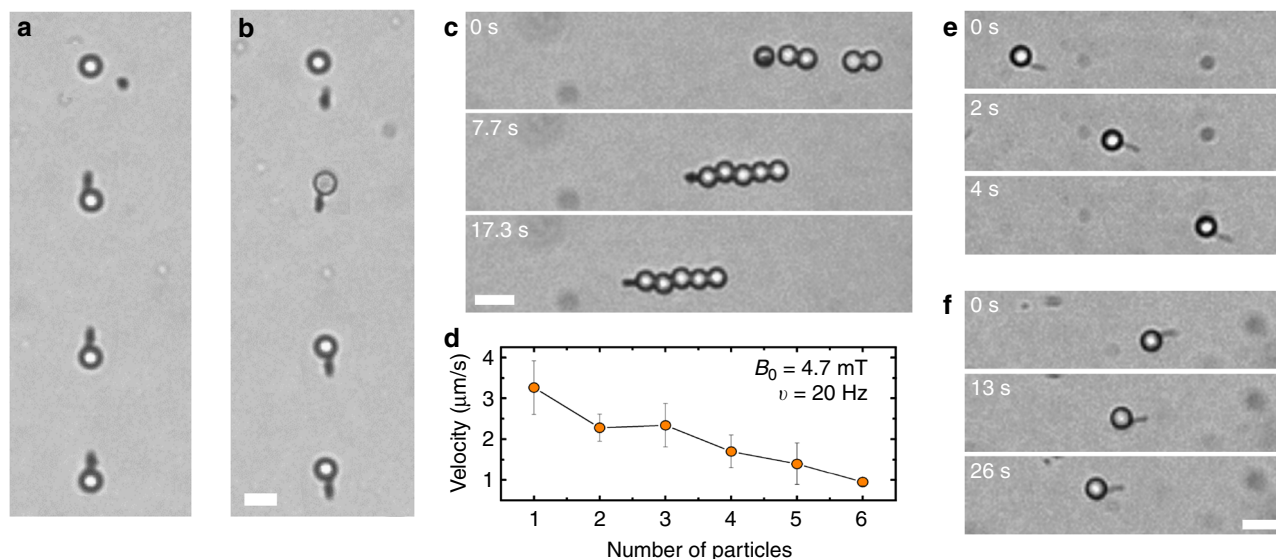 a
b
c
0 s
7.7 s
17.3 s
d
B0 = 4.7 mT
υ = 20 Hz
Velocity (μm/s)
4
3
2
1
1 2 3 4 5 6
Number of particles
e
0 s
2 s
4 s
f
0 s
13 s
26 s